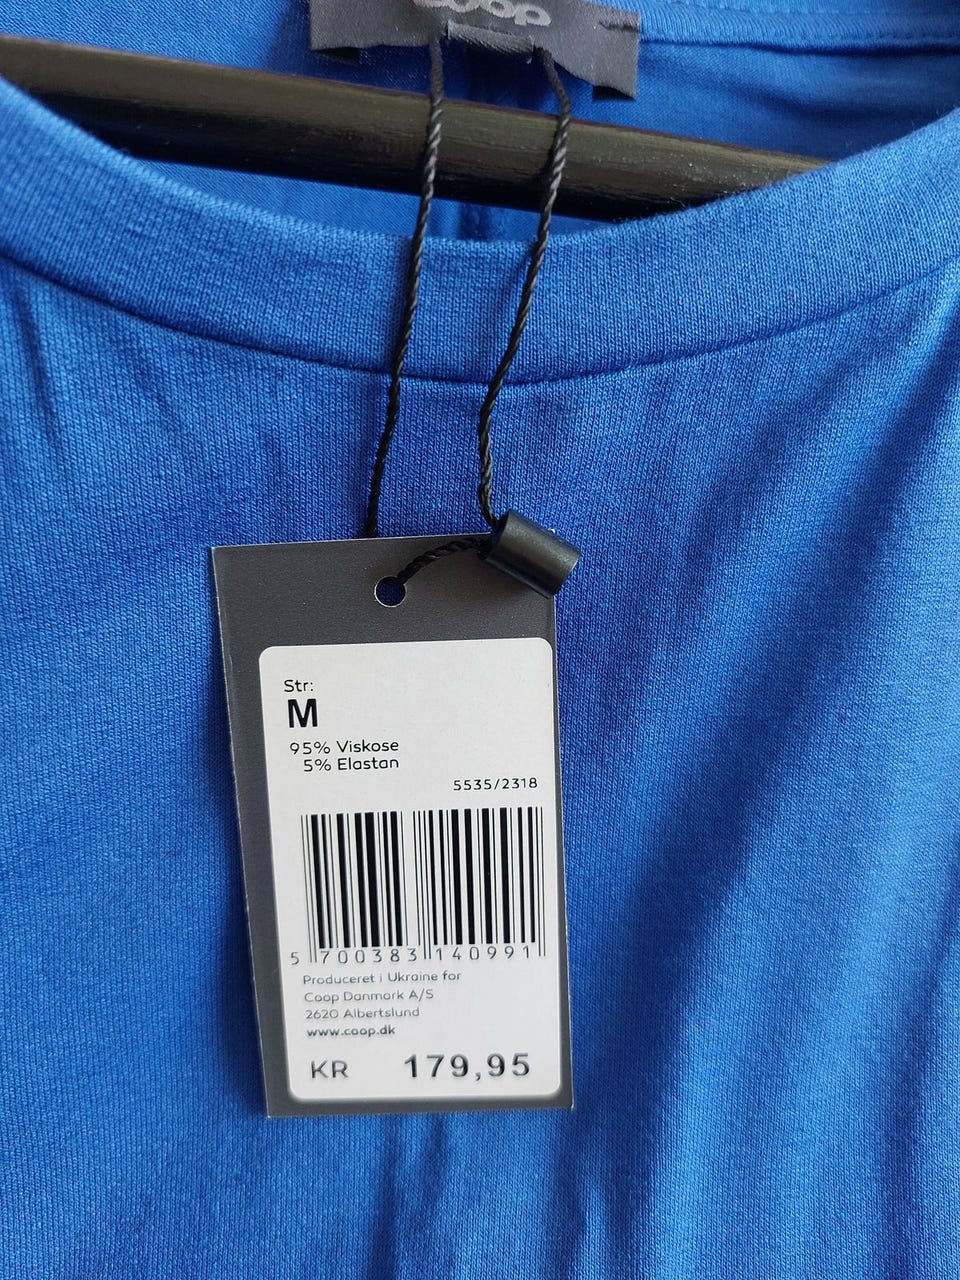 coop
Str:
M
95% Viskose
5% Elastan
5535/2318
5 700383 140991
Produceret i Ukraine for
Coop Danmark A/S
2620 Albertslund
www.coop.dk
KR 179,95